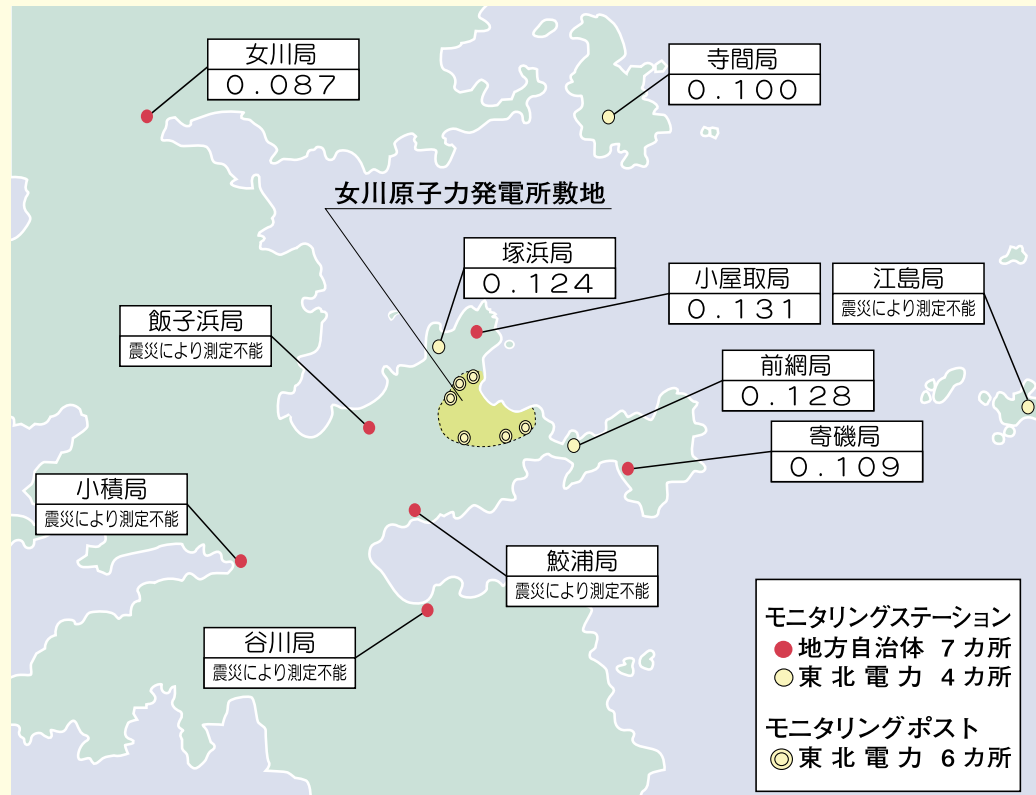 女川局
0.087
寺間局
0.100
女川原子力発電所敷地
塚浜局
0.124
小屋取局
0.131
江島局
震災により測定不能
飯子浜局
震災により測定不能
前網局
0.128
寄磯局
0.109
小積局
震災により測定不能
鮫浦局
震災により測定不能
谷川局
震災により測定不能
モニタリングステーション
地方自治体 7カ所
東北電力 4カ所
モニタリングポスト
東北電力 6カ所